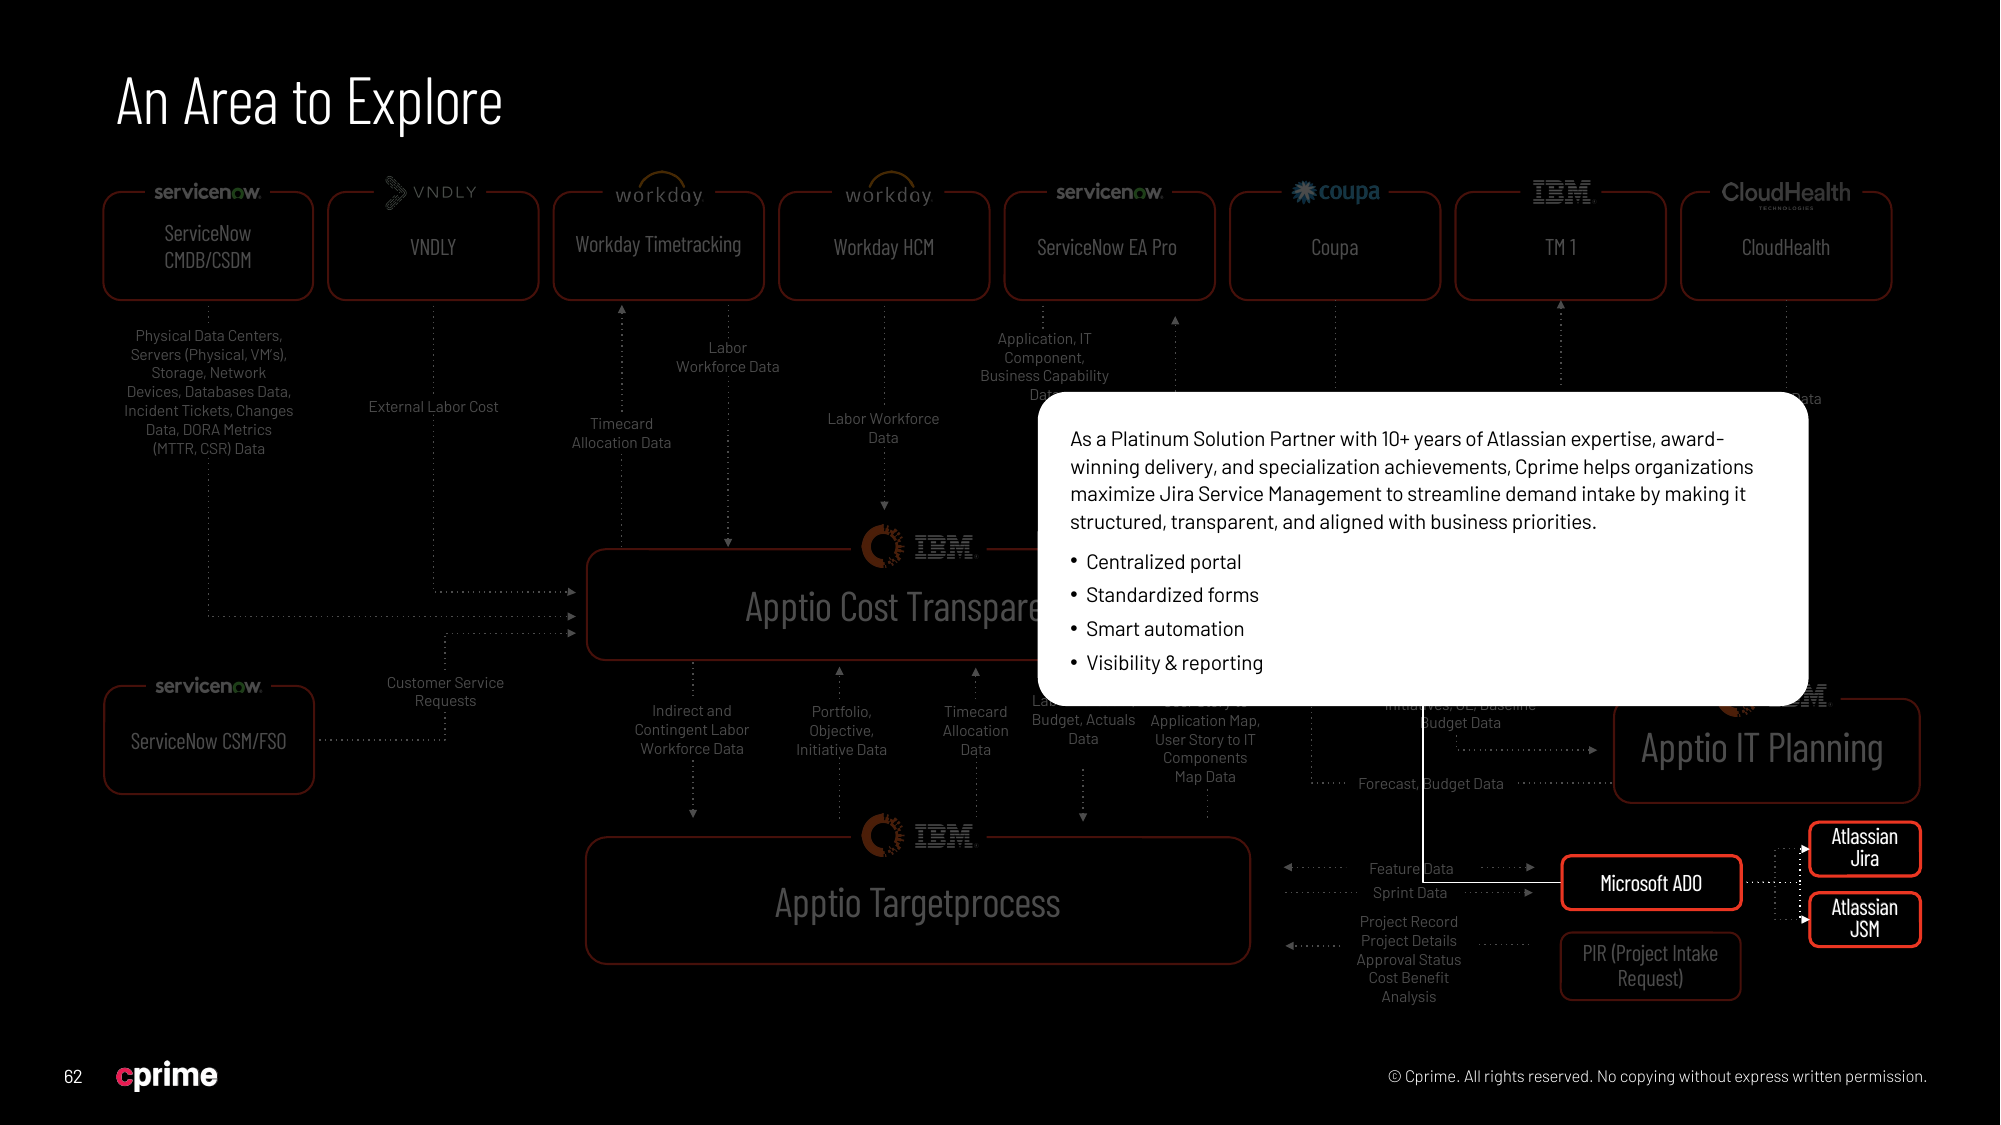 An Area to Explore
servicenow.
ServiceNow
CMDB/CSDM
VNDLY
VNDLY
workday.
Workday Timetracking
workday.
Workday HCM
servicenow.
ServiceNow EA Pro
coupa
Coupa
IBM
TM 1
CloudHealth
TECHNOLOGIES
CloudHealth
Physical Data Centers,
Servers (Physical, VM's),
Storage, Network
Devices, Databases Data,
Incident Tickets, Changes
Data, DORA Metrics
(MTTR, CSR) Data
External Labor Cost
Timecard
Allocation Data
Labor
Workforce Data
Labor Workforce
Data
Application, IT
Component,
Business Capability
Data
As a Platinum Solution Partner with 10+ years of Atlassian expertise, award-
winning delivery, and specialization achievements, Cprime helps organizations
maximize Jira Service Management to streamline demand intake by making it
structured, transparent, and aligned with business priorities.
• Centralized portal
• Standardized forms
• Smart automation
• Visibility & reporting
IBM
Apptio Cost Transpare
servicenow.
ServiceNow CSM/FSO
Customer Service
Requests
Indirect and
Contingent Labor
Workforce Data
Portfolio,
Objective,
Initiative Data
Timecard
Allocation
Data
Budget, Actuals
Data
Application Map,
User Story to IT
Components
Map Data
Budget Data
Forecast, Budget Data
Apptio IT Planning
IBM
Apptio Targetprocess
Feature Data
Sprint Data
Project Record
Project Details
Approval Status
Cost Benefit
Analysis
Microsoft ADO
PIR (Project Intake
Request)
Atlassian
Jira
Atlassian
JSM
62
cprime
© Cprime. All rights reserved. No copying without express written permission.